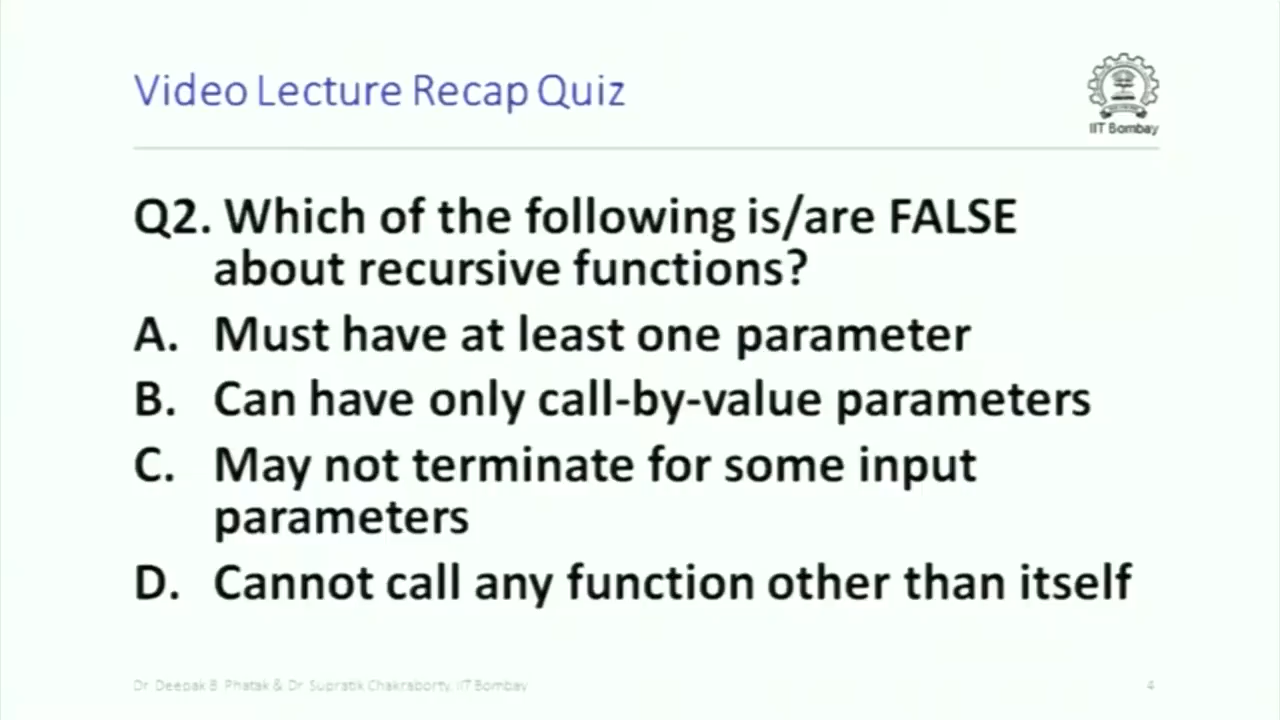 Video Lecture Recap Quiz
IIT Bombay
Q2. Which of the following is/are FALSE
about recursive functions?
A. Must have at least one parameter
B. Can have only call-by-value parameters
C. May not terminate for some input
parameters
D. Cannot call any function other than itself
Dr. Deepak B. Phatak & Dr. Supratik Chakraborty, IIT Bombay
4